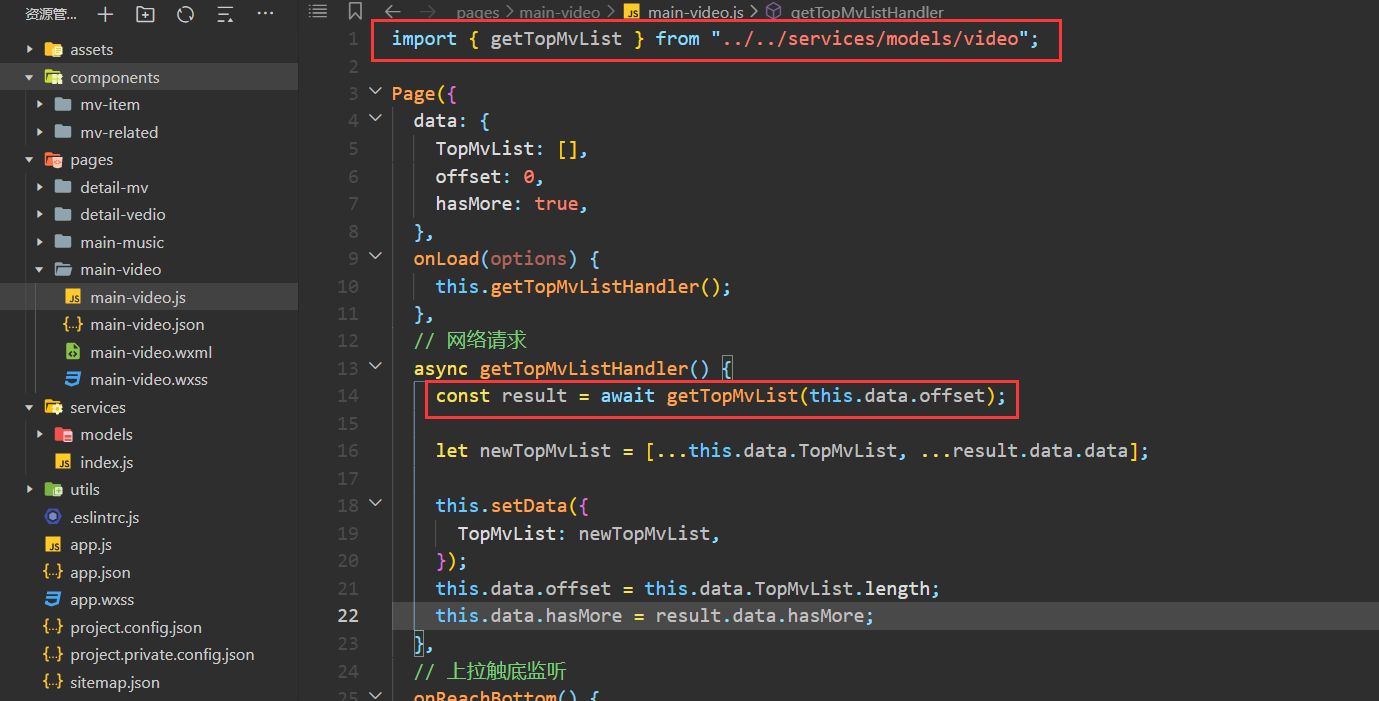 资源管...
assets
components
mv-item
mv-related
pages
detail-mv
detail-vedio
main-music
main-video
JS main-video.js
{..} main-video.json
main-video.wxml
main-video.wxss
services
models
JS index.js
utils
.eslintrc.js
JS app.js
{..} app.json
app.wxss
{..} project.config.json
{..} project.private.config.json
{..} sitemap.json
pages > main-video > JS main-video.js > getTopMvListHandler
1 import { getTopMvList } from "../../services/models/video";
2
3 Page({
4 data: {
5 TopMvList: [],
6 offset: 0,
7 hasMore: true,
8 },
9 onLoad(options) {
10 this.getTopMvListHandler();
11 },
12 // 网络请求
13 async getTopMvListHandler() {
14 const result = await getTopMvList(this.data.offset);
15
16 let newTopMvList = [...this.data.TopMvList, ...result.data.data];
17
18 this.setData({
19 TopMvList: newTopMvList,
20 });
21 this.data.offset = this.data.TopMvList.length;
22 this.data.hasMore = result.data.hasMore;
23 },
24 // 上拉触底监听
25 onReachBottom() {